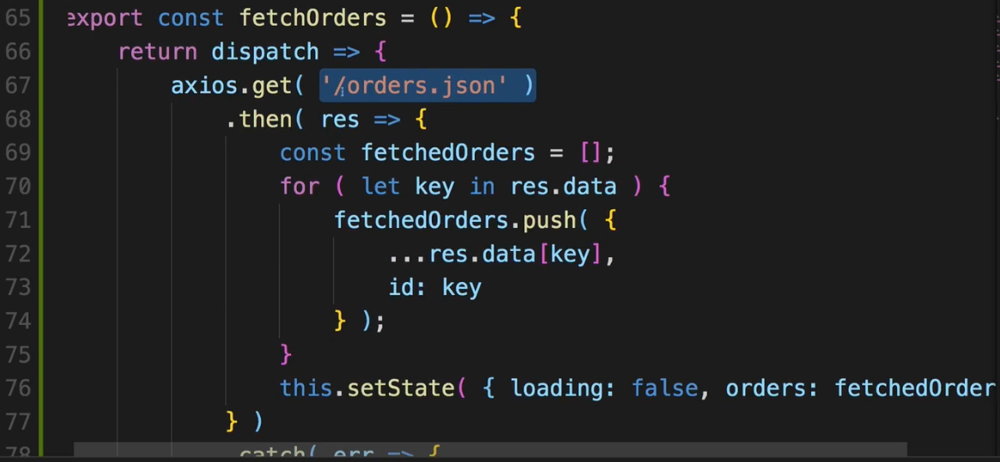 65 export const fetchOrders = () => {
66 return dispatch => {
67 axios.get( '/orders.json' )
68 .then( res => {
69 const fetchedOrders = [];
70 for ( let key in res.data ) {
71 fetchedOrders.push( {
72 ...res.data[key],
73 id: key
74 } );
75 }
76 this.setState( { loading: false, orders: fetchedOrder
77 } )
78 .catch( err => {